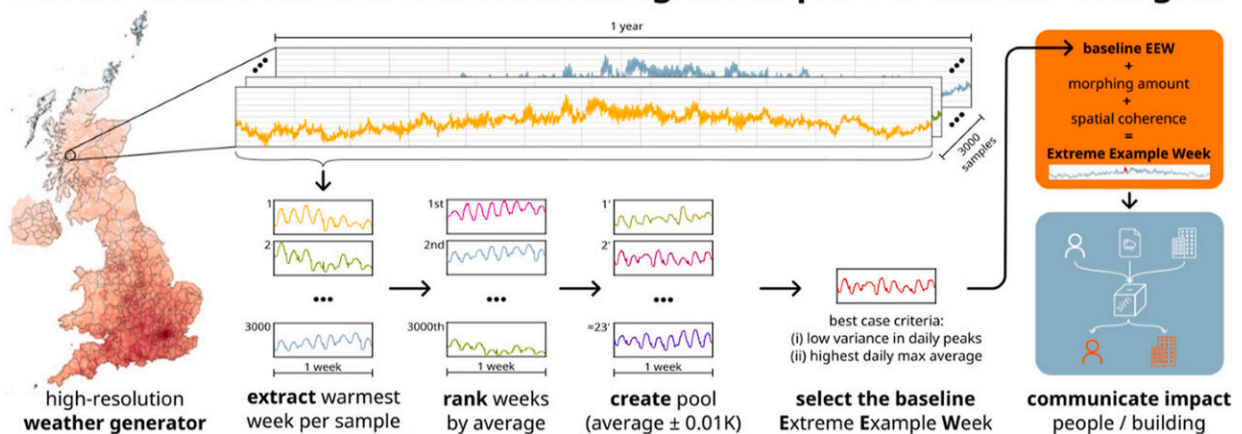 1 year
3000
samples
baseline EEW
+
morphing amount
+
spatial coherence
=
Extreme Example Week
1
2
...
3000
1 week
1st
2nd
...
3000th
1 week
1'
2'
...
≈23'
1 week
best case criteria:
(i) low variance in daily peaks
(ii) highest daily max average
sim
high-resolution
weather generator
extract warmest
week per sample
rank weeks
by average
create pool
(average ± 0.01K)
select the baseline
Extreme Example Week
communicate impact
people / building